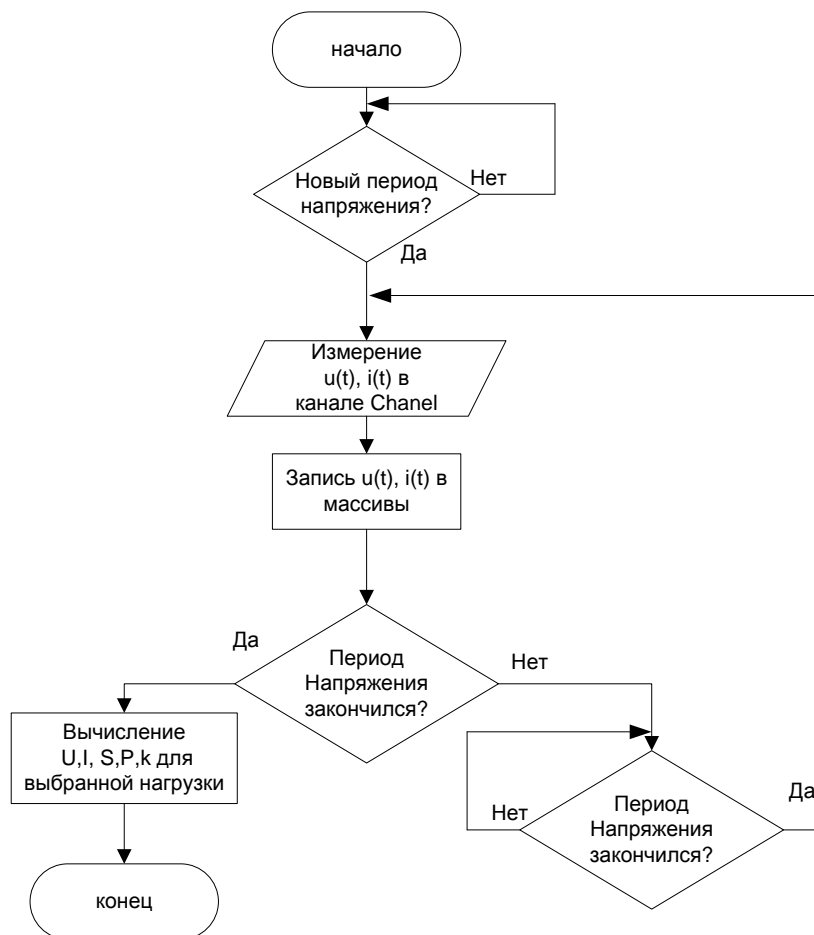 начало
Новый период
напряжения?
Нет
Да
Измерение
u(t), i(t) в
канале Chanel
Запись u(t), i(t) в
массивы
Да
Период
Напряжения
закончился?
Нет
Вычисление
U,I, S,P,k для
выбранной нагрузки
Нет
Период
Напряжения
закончился?
Да
конец